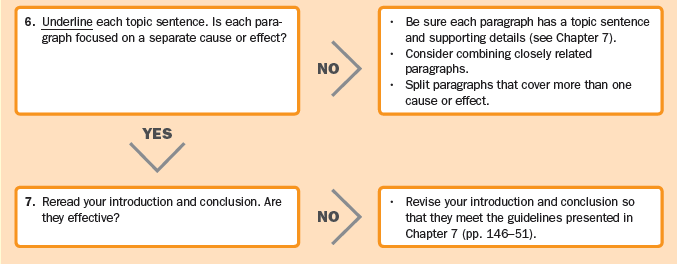 6. Underline each topic sentence. Is each para-
graph focused on a separate cause or effect?
NO
· Be sure each paragraph has a topic sentence
and supporting details (see Chapter 7).
· Consider combining closely related
paragraphs.
· Split paragraphs that cover more than one
cause or effect.
YES
7. Reread your introduction and conclusion. Are
they effective?
NO
· Revise your introduction and conclusion so
that they meet the guidelines presented in
Chapter 7 (pp. 146–51).